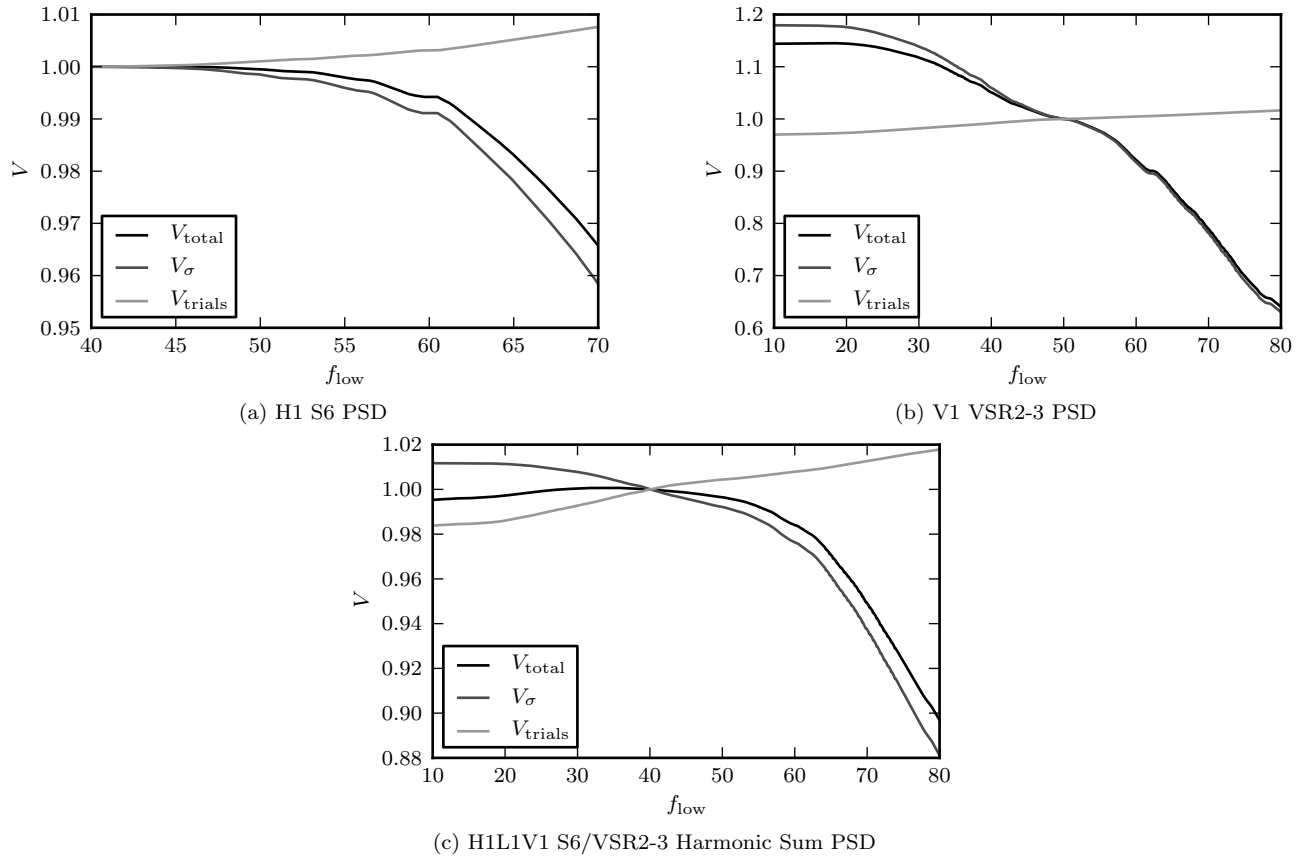 1.01
1.00
0.99
0.98
0.97
0.96
0.95
V
V_total
V_σ
V_trials
40 45 50 55 60 65 70
f_low
(a) H1 S6 PSD
1.2
1.1
1.0
0.9
0.8
0.7
0.6
V
V_total
V_σ
V_trials
10 20 30 40 50 60 70 80
f_low
(b) V1 VSR2-3 PSD
1.02
1.00
0.98
0.96
0.94
0.92
0.90
0.88
V
V_total
V_σ
V_trials
10 20 30 40 50 60 70 80
f_low
(c) H1L1V1 S6/VSR2-3 Harmonic Sum PSD